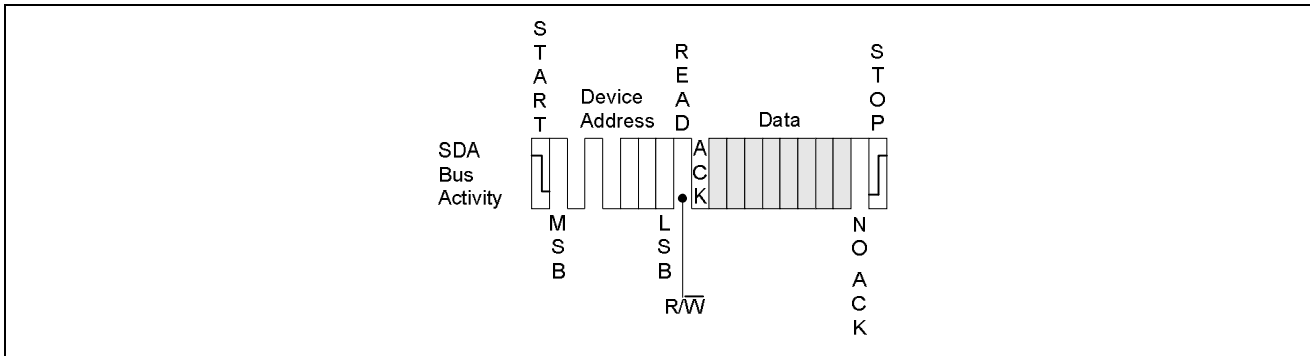 START
Device
Address
READ
Data
STOP
SDA
Bus
Activity
ACK
MSB
LSB
R/W̅
NO ACK